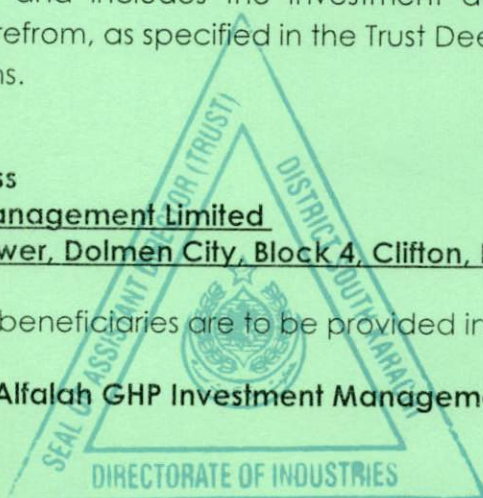 and includes the investment
refrom, as specified in the Trust Dee
ns.
ss
anagement Limited
wer, Dolmen City, Block 4, Clifton,
beneficiaries are to be provided in
Alfalah GHP Investment Managem
SEAL OF ASSISTANT DIRECTOR (TRUST)
DISTRICT SOUTH KARACHI
DIRECTORATE OF INDUSTRIES